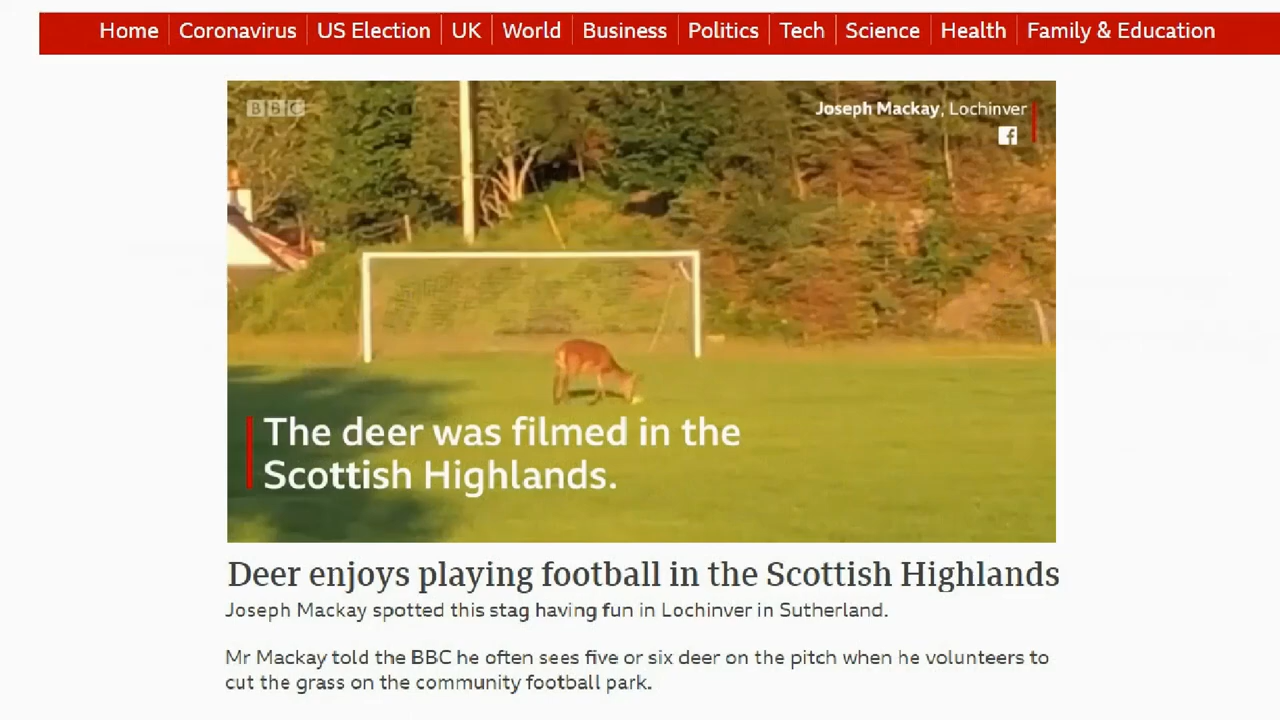 Home Coronavirus US Election UK World Business Politics Tech Science Health Family & Education
BBC
Joseph Mackay, Lochinver
The deer was filmed in the
Scottish Highlands.
Deer enjoys playing football in the Scottish Highlands
Joseph Mackay spotted this stag having fun in Lochinver in Sutherland.
Mr Mackay told the BBC he often sees five or six deer on the pitch when he volunteers to
cut the grass on the community football park.